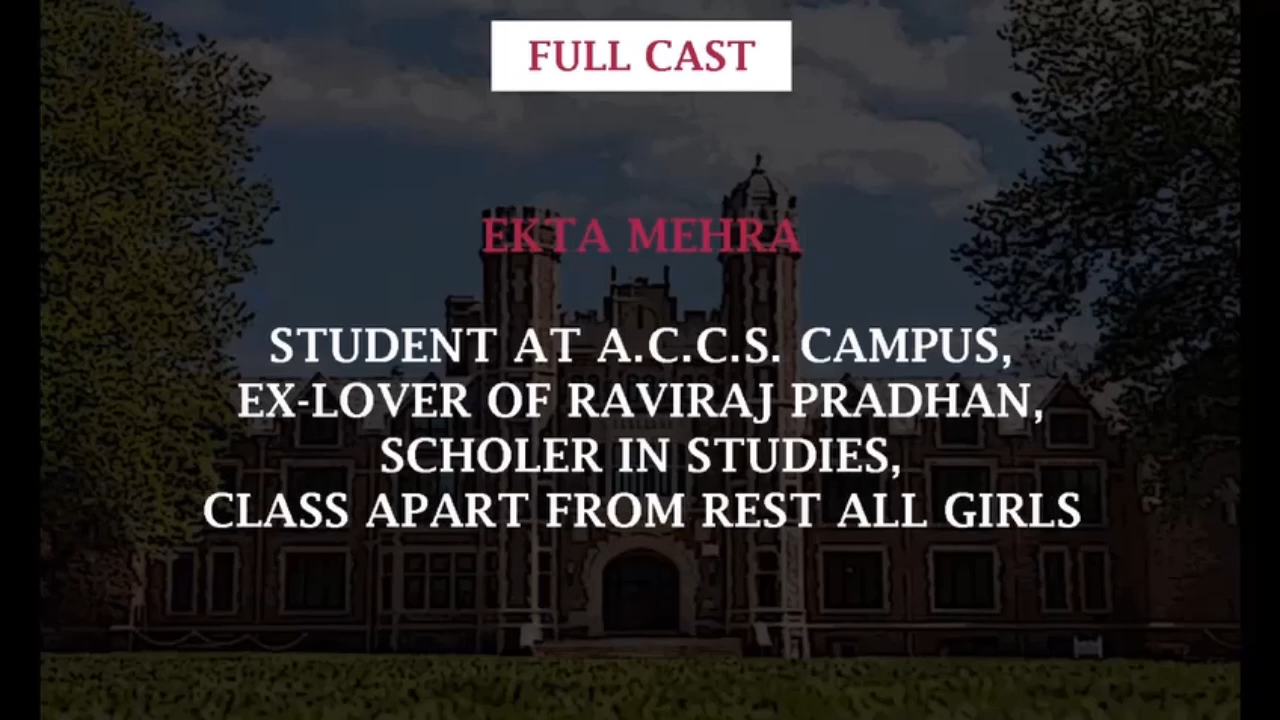 FULL CAST
EKTA MEHRA
STUDENT AT A.C.C.S. CAMPUS,
EX-LOVER OF RAVIRAJ PRADHAN,
SCHOLER IN STUDIES,
CLASS APART FROM REST ALL GIRLS